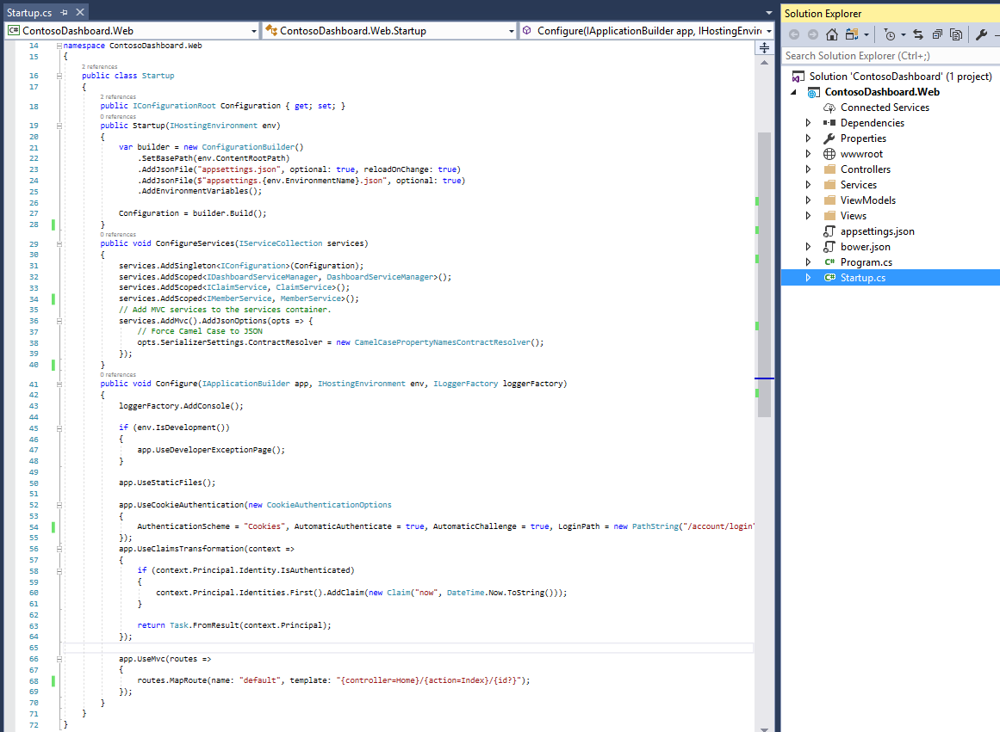 Startup.cs
ContosoDashboard.Web
ContosoDashboard.Web.Startup
Configure(IApplicationBuilder app, IHostingEnvir
14 namespace ContosoDashboard.Web
15 {
2 references
16 public class Startup
17 {
2 references
18 public IConfigurationRoot Configuration { get; set; }
0 references
19 public Startup(IHostingEnvironment env)
20 {
21 var builder = new ConfigurationBuilder()
22 .SetBasePath(env.ContentRootPath)
23 .AddJsonFile("appsettings.json", optional: true, reloadOnChange: true)
24 .AddJsonFile($"appsettings.{env.EnvironmentName}.json", optional: true)
25 .AddEnvironmentVariables();
26
27 Configuration = builder.Build();
28 }
0 references
29 public void ConfigureServices(IServiceCollection services)
30 {
31 services.AddSingleton<IConfiguration>(Configuration);
32 services.AddScoped<IDashboardServiceManager, DashboardServiceManager>();
33 services.AddScoped<IClaimService, ClaimService>();
34 services.AddScoped<IMemberService, MemberService>();
35 // Add MVC services to the services container.
36 services.AddMvc().AddJsonOptions(opts => {
37 // Force Camel Case to JSON
38 opts.SerializerSettings.ContractResolver = new CamelCasePropertyNamesContractResolver();
39 });
40 }
0 references
41 public void Configure(IApplicationBuilder app, IHostingEnvironment env, ILoggerFactory loggerFactory)
42 {
43 loggerFactory.AddConsole();
44
45 if (env.IsDevelopment())
46 {
47 app.UseDeveloperExceptionPage();
48 }
49
50 app.UseStaticFiles();
51
52 app.UseCookieAuthentication(new CookieAuthenticationOptions
53 {
54 AuthenticationScheme = "Cookies", AutomaticAuthenticate = true, AutomaticChallenge = true, LoginPath = new PathString("/account/login"
55 });
56 app.UseClaimsTransformation(context =>
57 {
58 if (context.Principal.Identity.IsAuthenticated)
59 {
60 context.Principal.Identities.First().AddClaim(new Claim("now", DateTime.Now.ToString()));
61 }
62
63 return Task.FromResult(context.Principal);
64 });
65
66 app.UseMvc(routes =>
67 {
68 routes.MapRoute(name: "default", template: "{controller=Home}/{action=Index}/{id?}");
69 });
70 }
71 }
72 }
Solution Explorer
Search Solution Explorer (Ctrl+;)
Solution 'ContosoDashboard' (1 project)
ContosoDashboard.Web
Connected Services
Dependencies
Properties
wwwroot
Controllers
Services
ViewModels
Views
appsettings.json
bower.json
C# Program.cs
C# Startup.cs